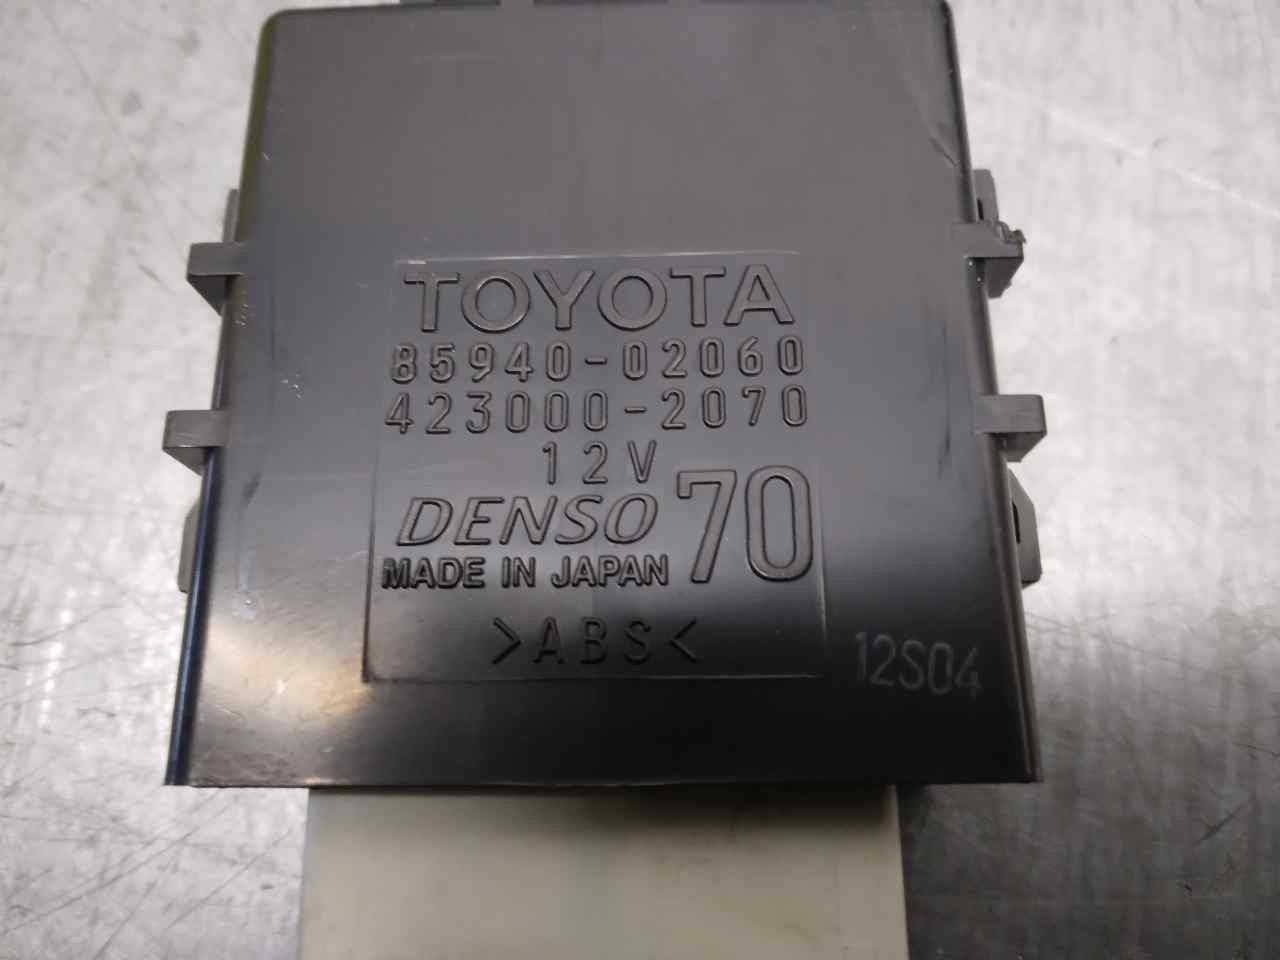 TOYOTA
85940-02060
423000-2070
12V
DENSO 70
MADE IN JAPAN
>ABS<
12S04